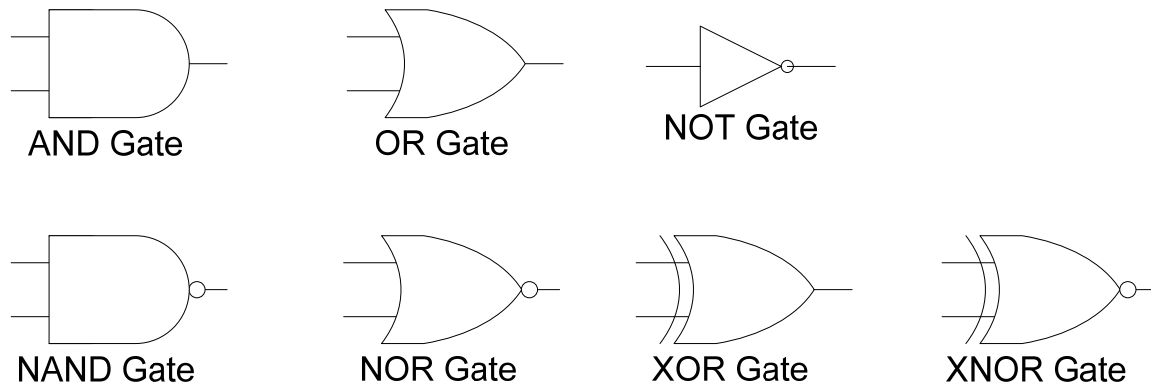 AND Gate
OR Gate
NOT Gate
NAND Gate
NOR Gate
XOR Gate
XNOR Gate